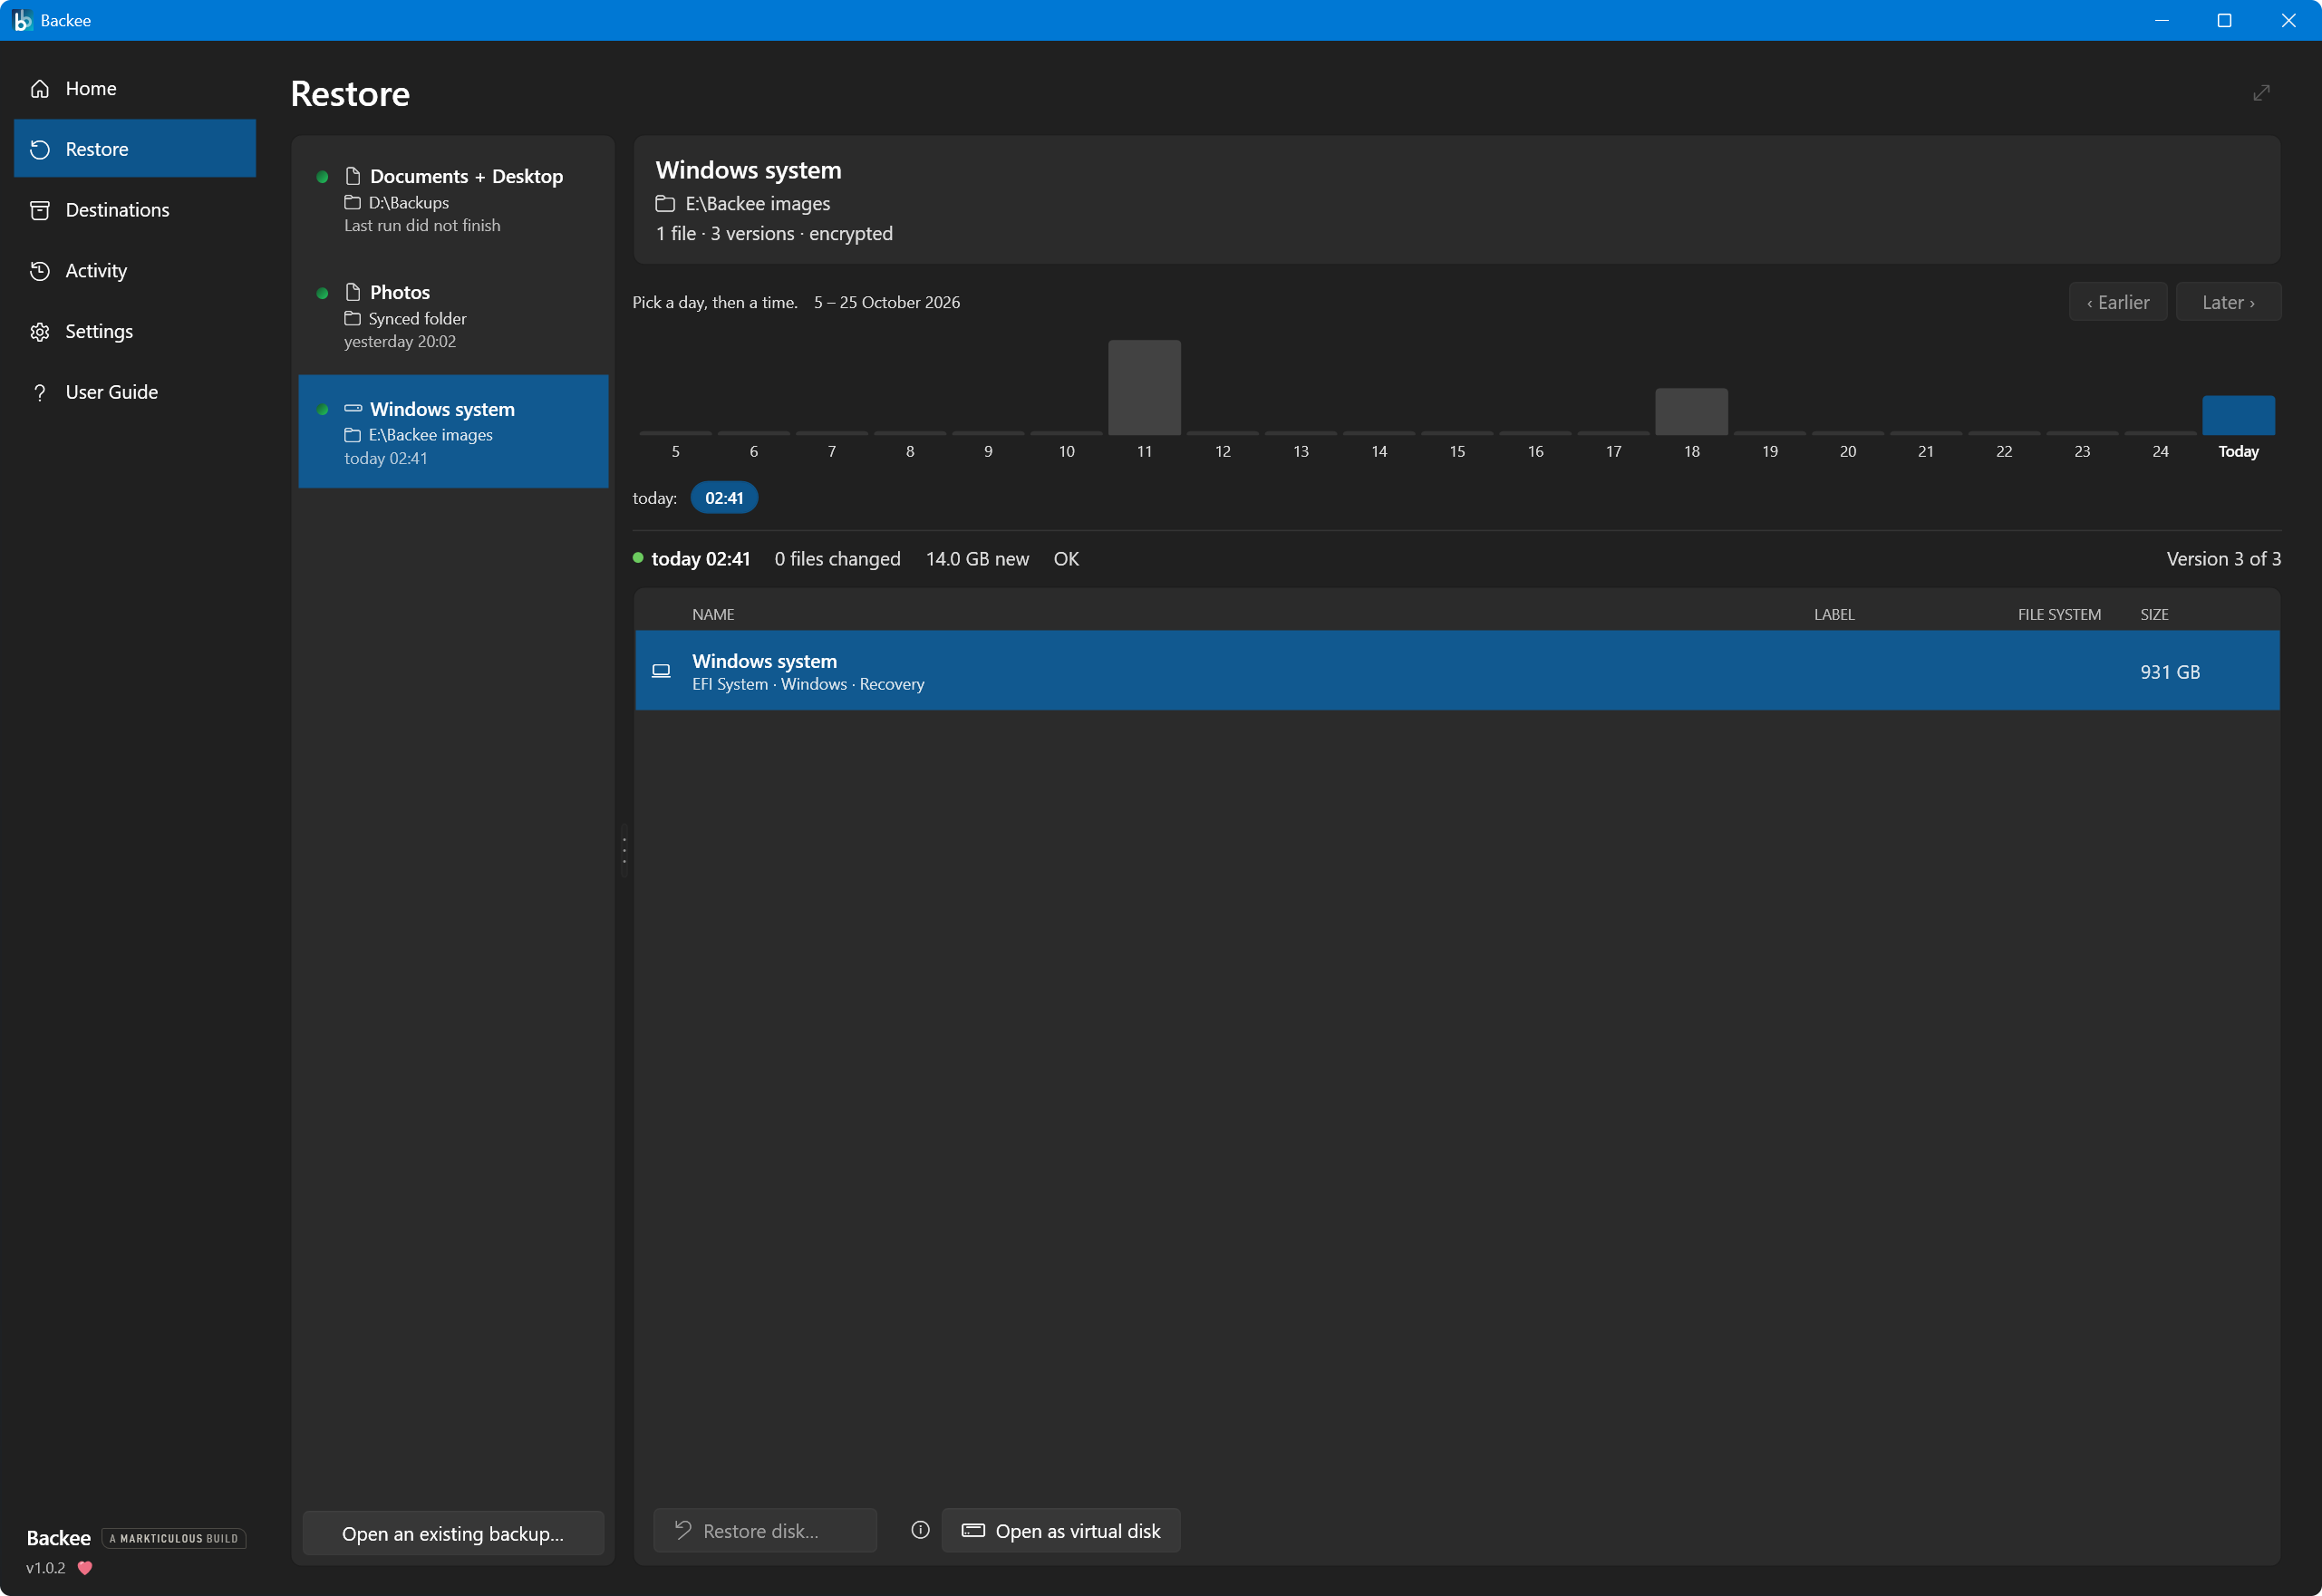 Backee
Home
Restore
Destinations
Activity
Settings
User Guide
Backee A MARKTICULOUS BUILD
v1.0.2
Restore
Documents + Desktop
D:\Backups
Last run did not finish
Photos
Synced folder
yesterday 20:02
Windows system
E:\Backee images
today 02:41
Open an existing backup...
Windows system
E:\Backee images
1 file · 3 versions · encrypted
Pick a day, then a time. 5 – 25 October 2026
‹ Earlier Later ›
5 6 7 8 9 10 11 12 13 14 15 16 17 18 19 20 21 22 23 24 Today
today: 02:41
today 02:41 0 files changed 14.0 GB new OK Version 3 of 3
NAME LABEL FILE SYSTEM SIZE
Windows system
EFI System · Windows · Recovery
931 GB
Restore disk... Open as virtual disk